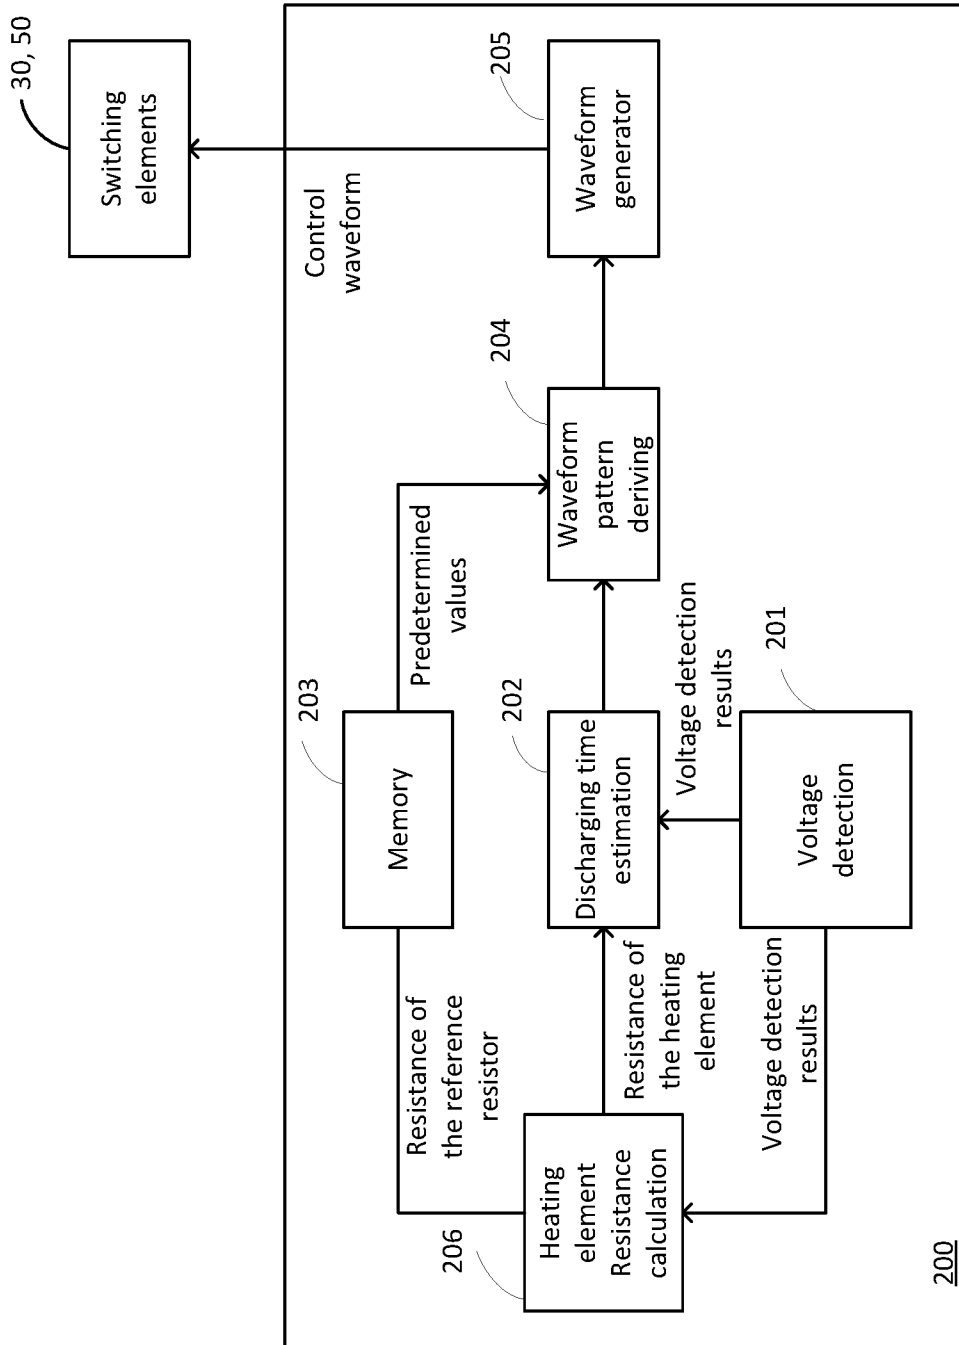 30, 50
Switching
elements
205
Waveform
generator
Control
waveform
204
Waveform
pattern
deriving
Predetermined
values
203
Memory
202
Discharging time
estimation
Voltage detection
results
201
Voltage
detection
Resistance of
the reference
resistor
Resistance of
the heating
element
Voltage detection
results
206
Heating
element
Resistance
calculation
200